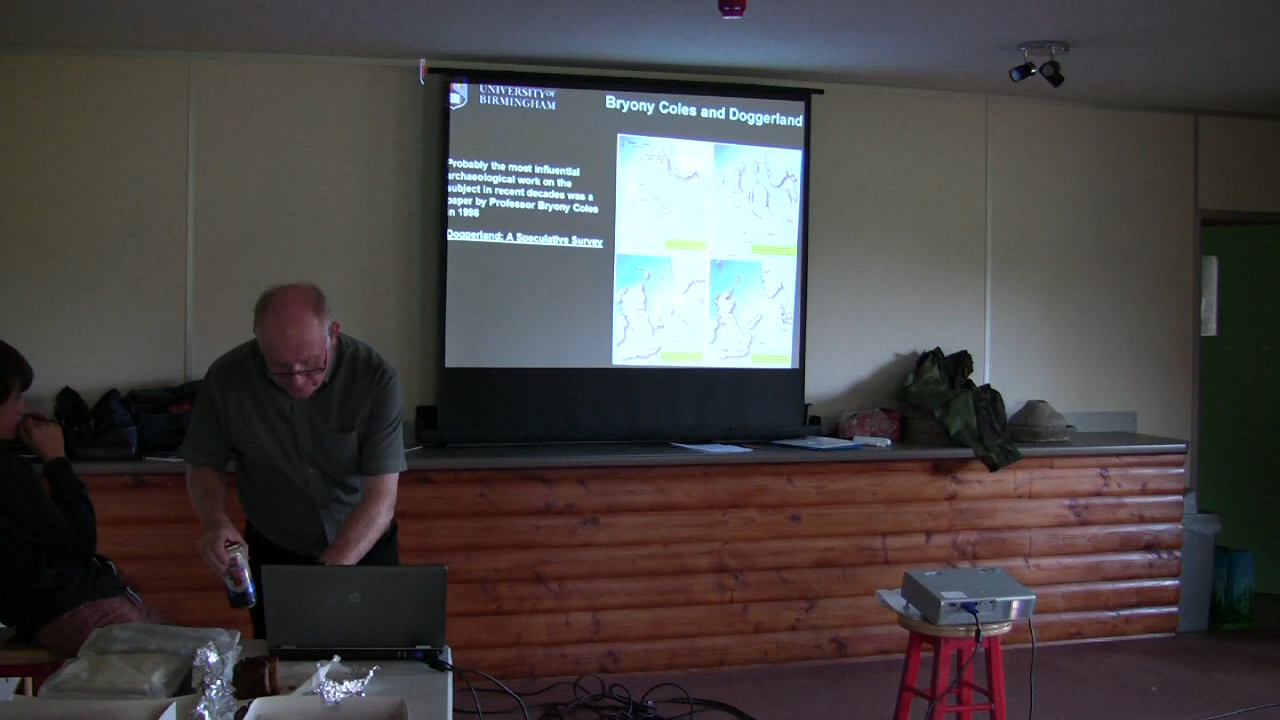 UNIVERSITY OF
BIRMINGHAM
Bryony Coles and Doggerland
Probably the most influential
archaeological work on the
subject in recent decades was a
paper by Professor Bryony Coles
in 1998
Doggerland: A Speculative Survey